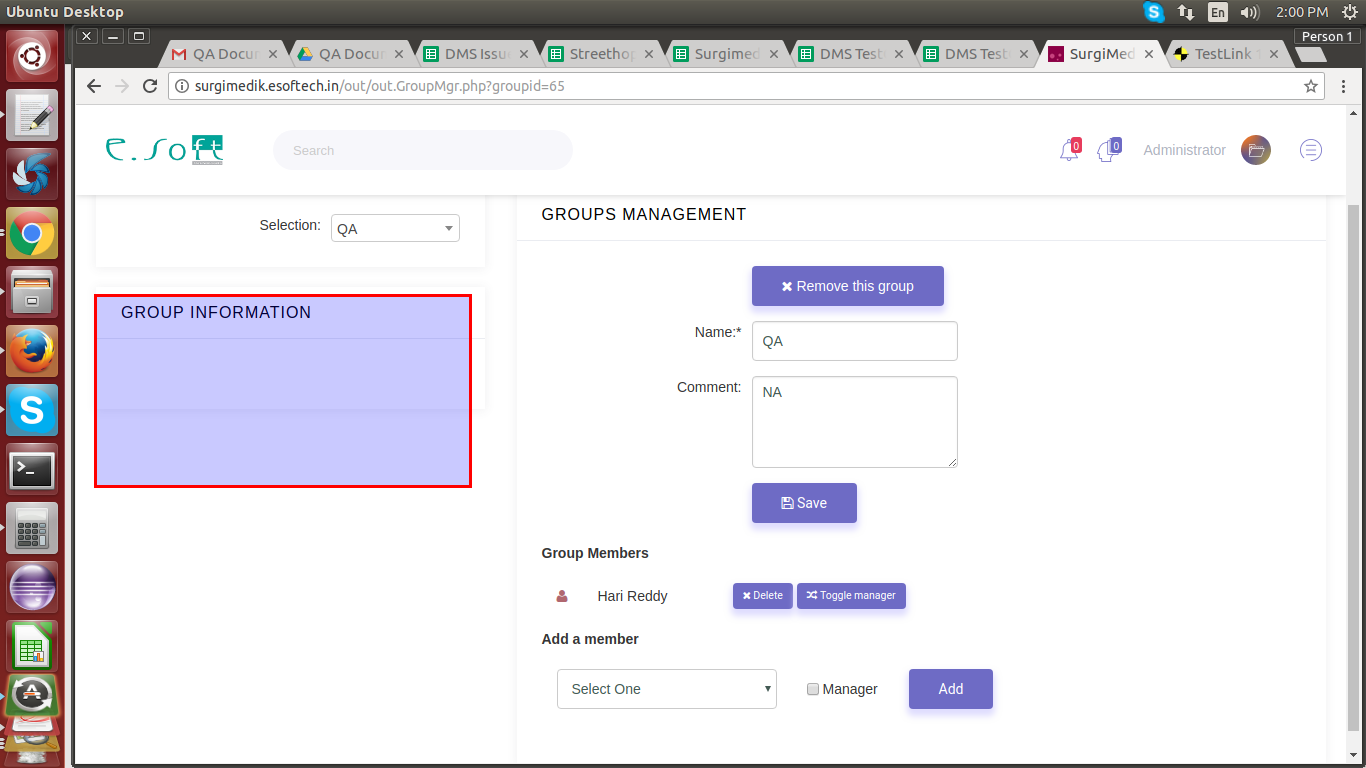 Ubuntu Desktop
En
2:00 PM
Person 1
QA Docu
QA Docu
DMS Issu
Streethop
Surgimed
DMS Test
DMS Test
SurgiMed
TestLink
surgimedik.esoftech.in/out/out.GroupMgr.php?groupid=65
e.soft
Search
0
0
Administrator
Selection:
QA
GROUPS MANAGEMENT
Remove this group
GROUP INFORMATION
Name:*
QA
Comment:
NA
Save
Group Members
Hari Reddy
Delete
Toggle manager
Add a member
Select One
Manager
Add